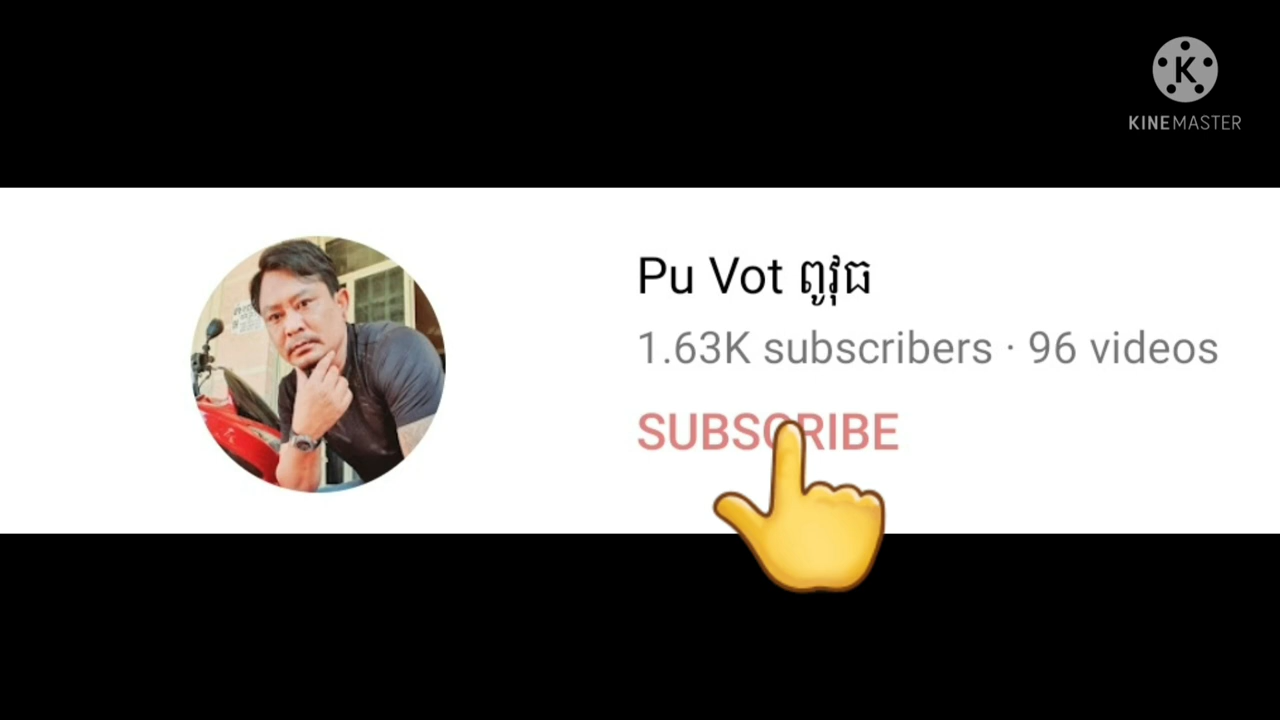 K
KINEMASTER
Pu Vot ពូវុធ
1.63K subscribers · 96 videos
SUBSCRIBE